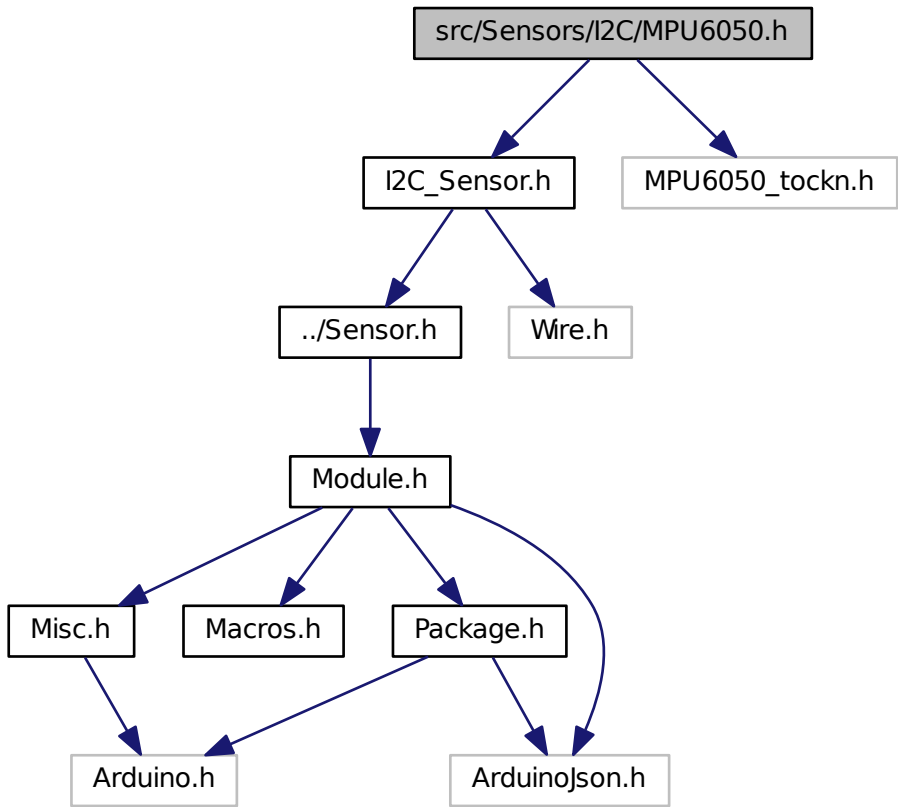 src/Sensors/I2C/MPU6050.h
I2C_Sensor.h
MPU6050_tockn.h
../Sensor.h
Wire.h
Module.h
Misc.h
Macros.h
Package.h
Arduino.h
ArduinoJson.h